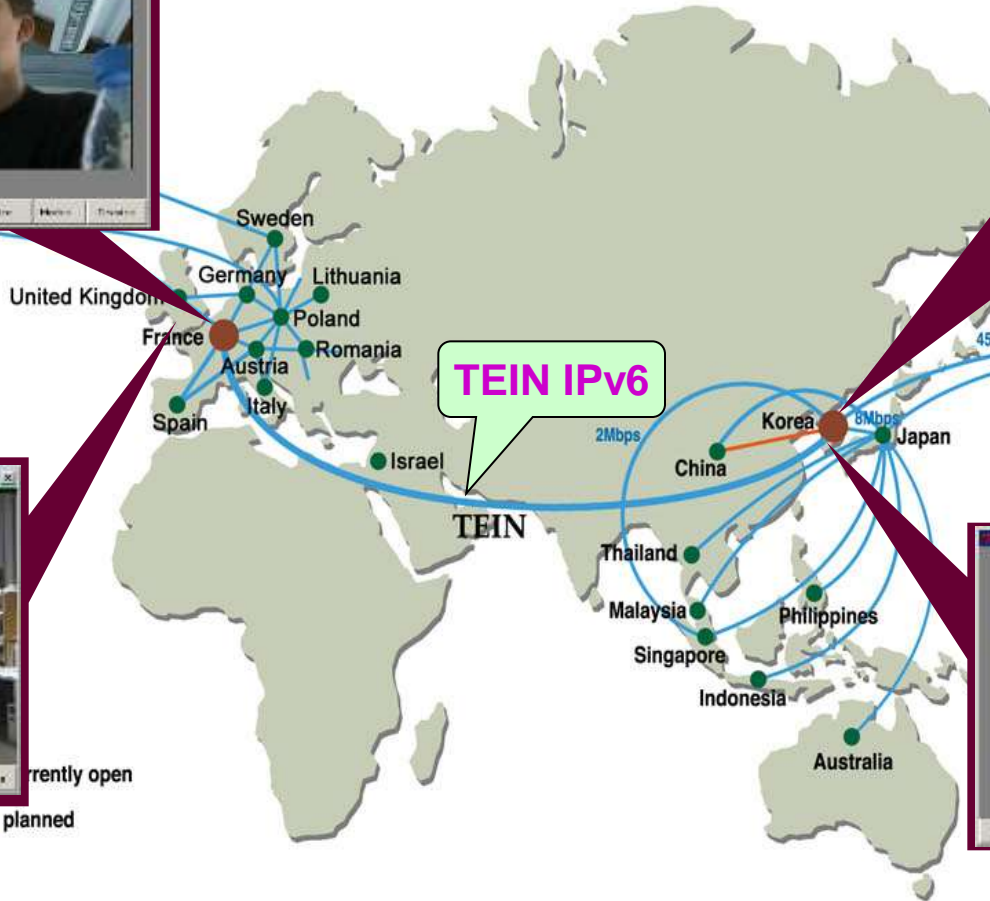 Sweden
Germany
Lithuania
United Kingdom
Poland
France
Romania
Austria
Italy
Spain
TEIN IPv6
Israel
TEIN
2Mbps
Korea
8Mbps
Japan
45
China
Thailand
Malaysia
Philippines
Singapore
Indonesia
Australia
rrently open
planned